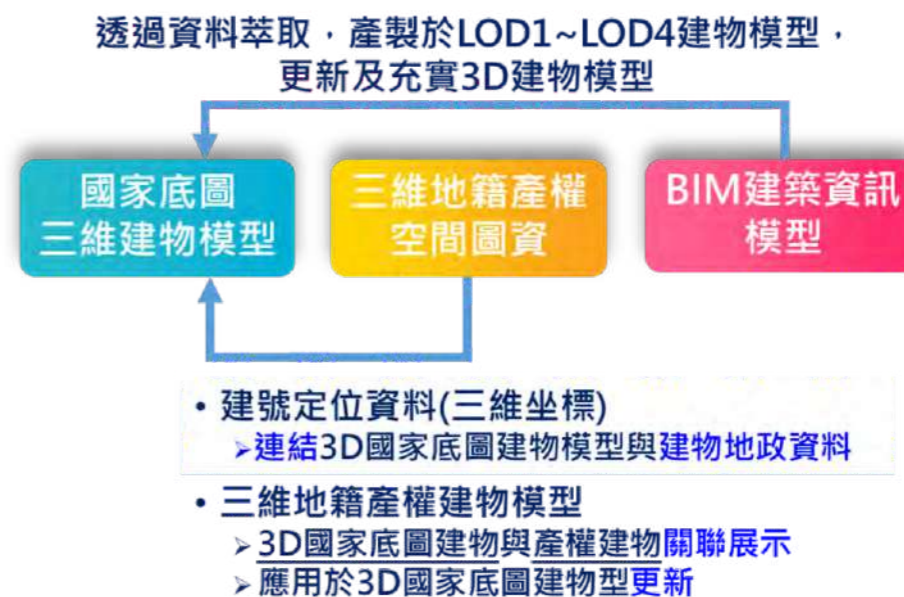 透過資料萃取，產製於LOD1~LOD4建物模型，
更新及充實3D建物模型
國家底圖
三維建物模型
三維地籍產權
空間圖資
BIM建築資訊
模型
• 建號定位資料(三維坐標)
➢連結3D國家底圖建物模型與建物地政資料
• 三維地籍產權建物模型
➢3D國家底圖建物與產權建物關聯展示
➢應用於3D國家底圖建物型更新